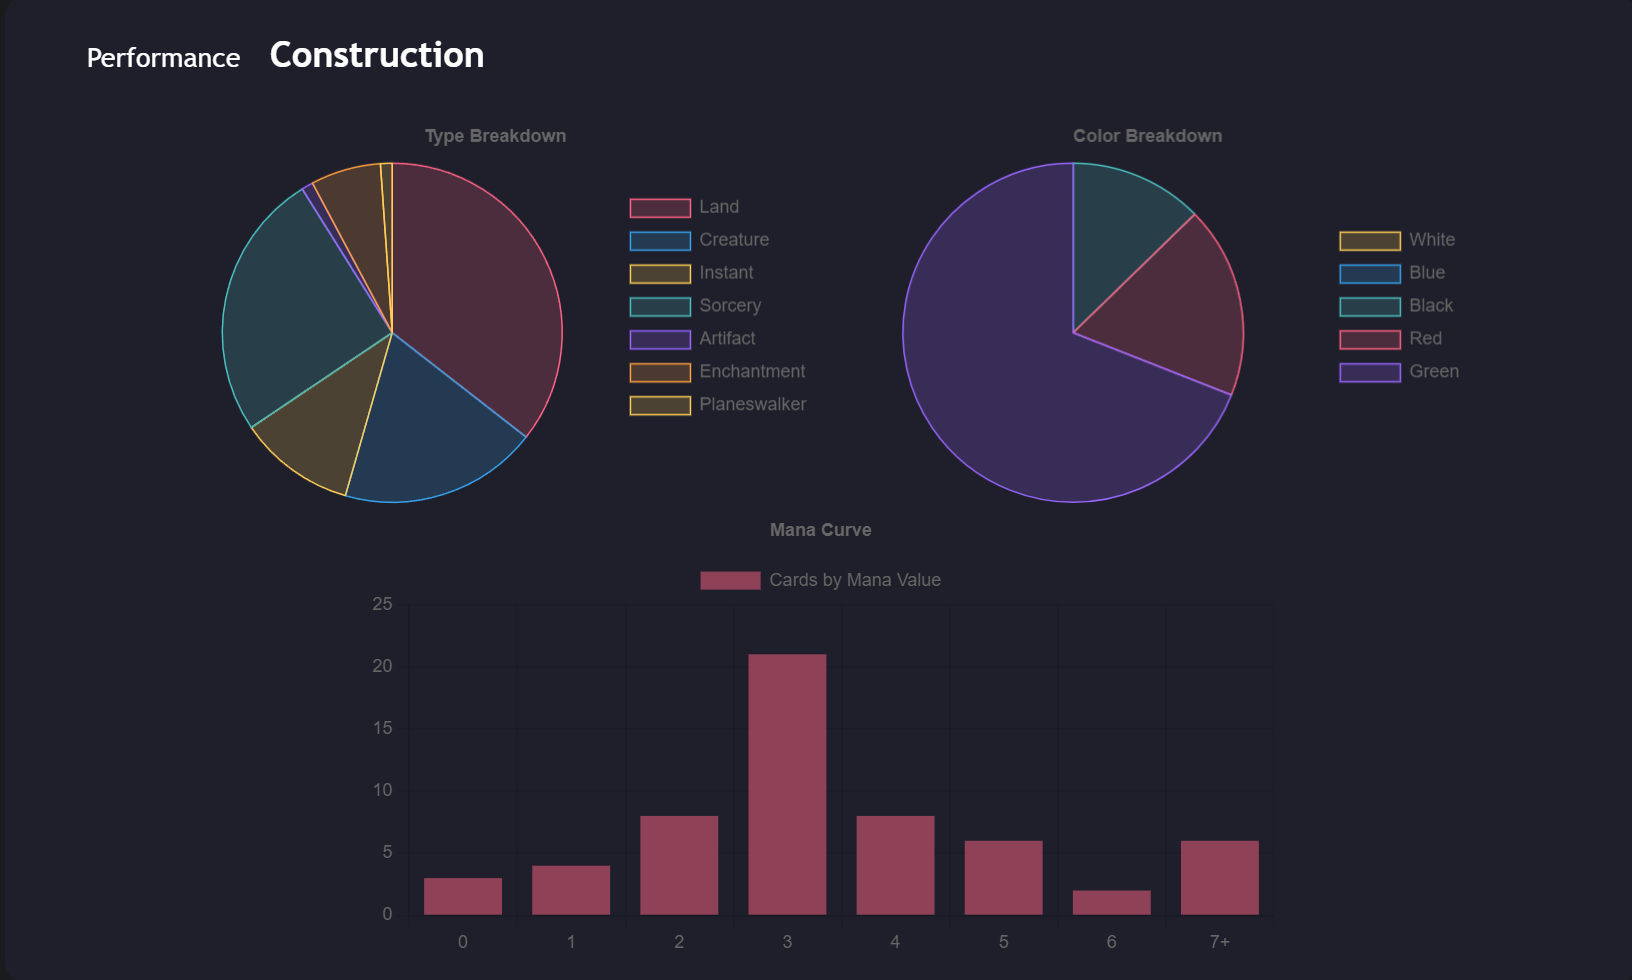 Performance Construction
Type Breakdown
Land
Creature
Instant
Sorcery
Artifact
Enchantment
Planeswalker
Color Breakdown
White
Blue
Black
Red
Green
Mana Curve
Cards by Mana Value
25
20
15
10
5
0
0 1 2 3 4 5 6 7+